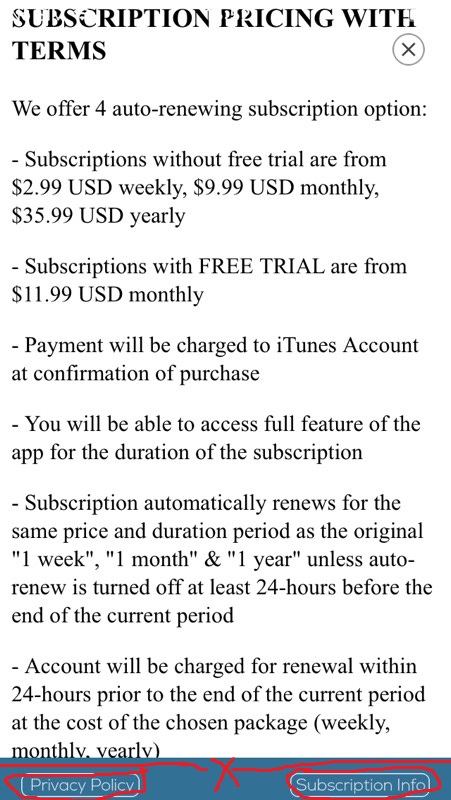 SUBSCRIPTION PRICING WITH
TERMS
We offer 4 auto-renewing subscription option:
- Subscriptions without free trial are from
$2.99 USD weekly, $9.99 USD monthly,
$35.99 USD yearly
- Subscriptions with FREE TRIAL are from
$11.99 USD monthly
- Payment will be charged to iTunes Account
at confirmation of purchase
- You will be able to access full feature of the
app for the duration of the subscription
- Subscription automatically renews for the
same price and duration period as the original
"1 week", "1 month" & "1 year" unless auto-
renew is turned off at least 24-hours before the
end of the current period
- Account will be charged for renewal within
24-hours prior to the end of the current period
at the cost of the chosen package (weekly,
monthly, yearly)
Privacy Policy
Subscription Info